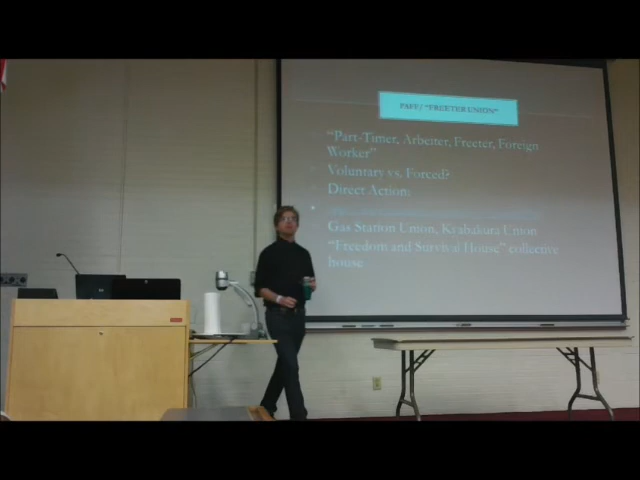 PAFF/ "FREETER UNION"
"Part-Timer, Arbeiter, Freeter, Foreign
Worker"
Voluntary vs. Forced?
Direct Action:
Gas Station Union, Kyabakura Union
"Freedom and Survival House" collective
house